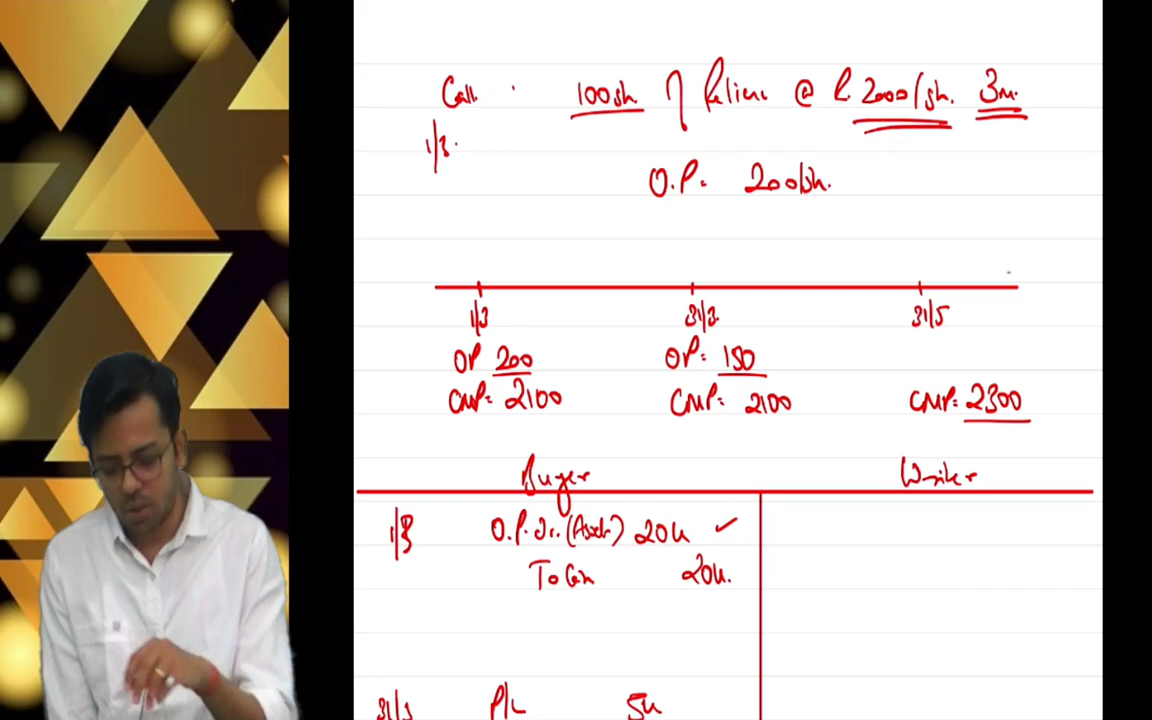 Call 100sh. of Reliance @ R. 2000/sh. 3m.
1/3.
O.P. 200/sh.
1/3 31/3. 31/5
OP 200 OP: 150
CMP: 2100 CMP: 2100 CMP: 2300
Buyer Writer
1/3 O.P. Dr. (Asset) 20k
To Cash 20k.
31/3 P/L 5k